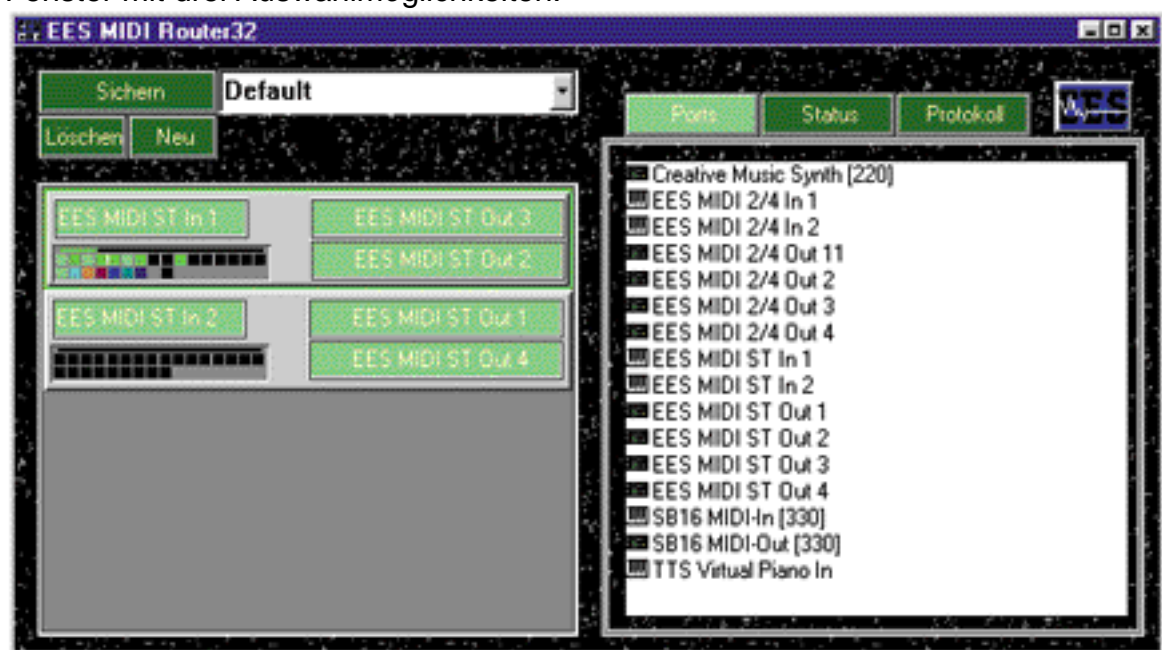 Fenster mit drei Auswahlmöglichkeiten:
EES MIDI Router32
Sichern
Default
Löschen
Neu
EES MIDI ST In 1
EES MIDI ST Out 3
EES MIDI ST Out 2
EES MIDI ST In 2
EES MIDI ST Out 1
EES MIDI ST Out 4
Ports
Status
Protokoll
EES
Creative Music Synth [220]
EES MIDI 2/4 In 1
EES MIDI 2/4 In 2
EES MIDI 2/4 Out 11
EES MIDI 2/4 Out 2
EES MIDI 2/4 Out 3
EES MIDI 2/4 Out 4
EES MIDI ST In 1
EES MIDI ST In 2
EES MIDI ST Out 1
EES MIDI ST Out 2
EES MIDI ST Out 3
EES MIDI ST Out 4
SB16 MIDI-In [330]
SB16 MIDI-Out [330]
TTS Virtual Piano In